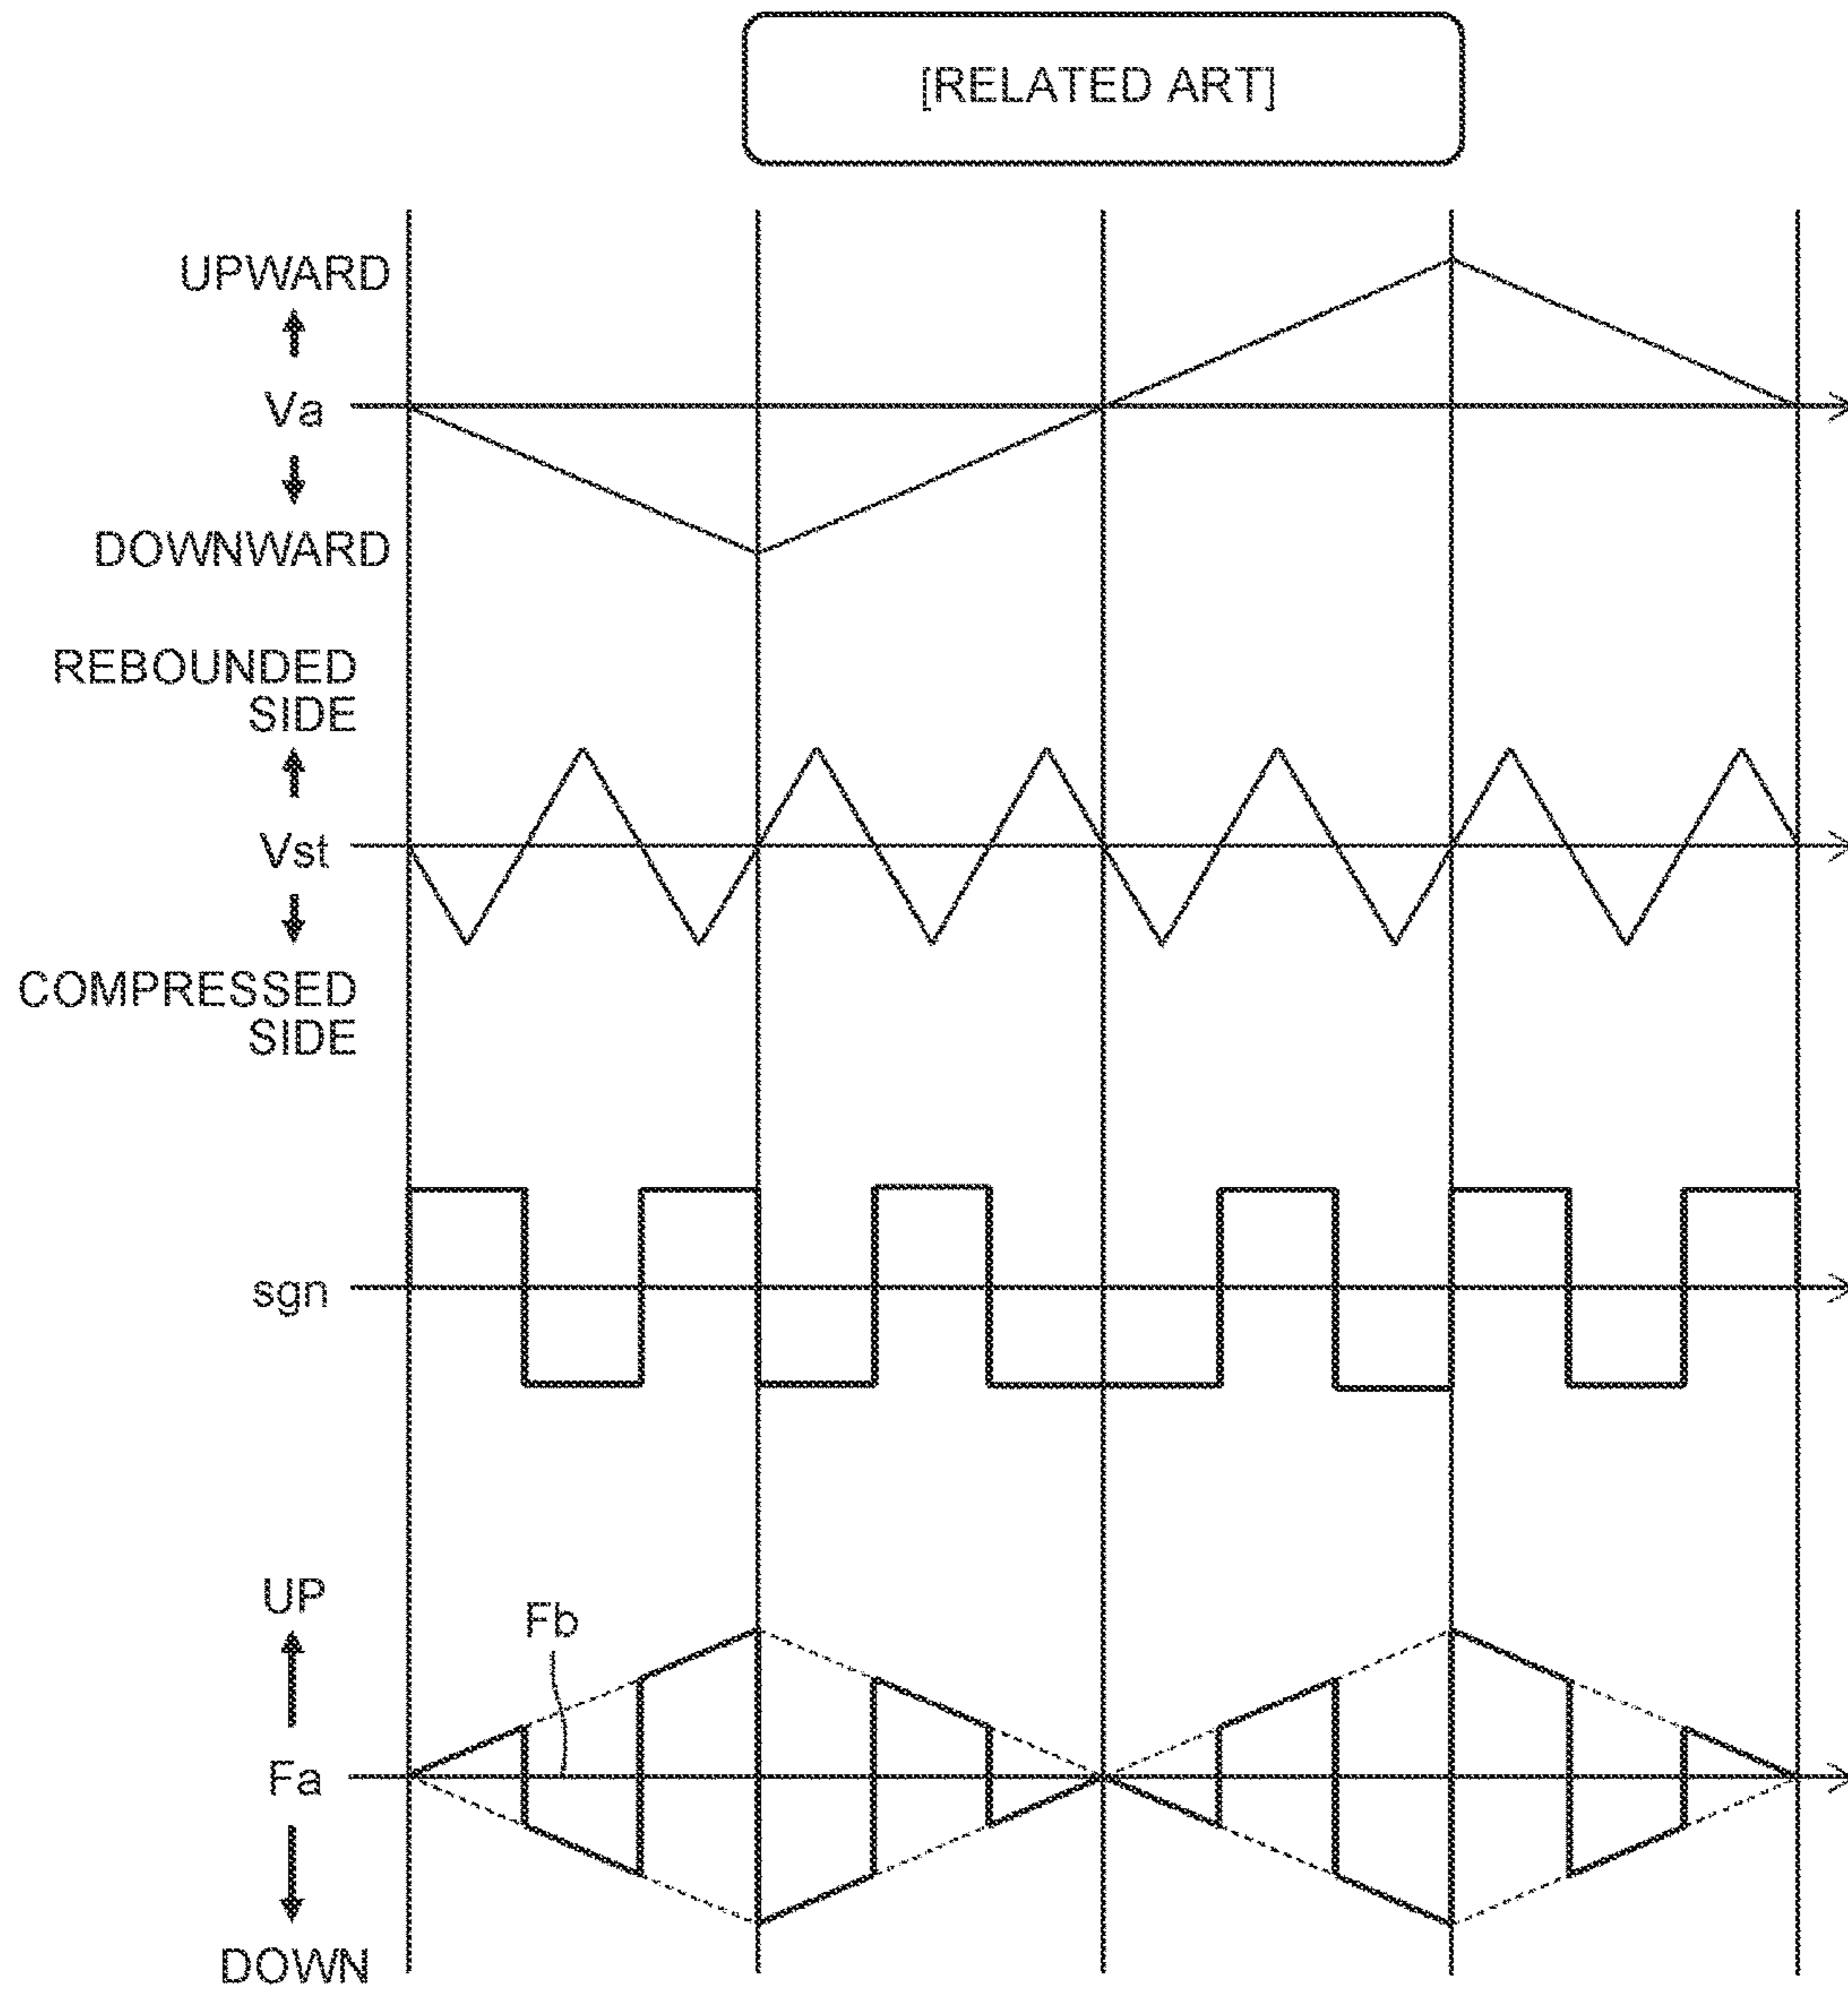 [RELATED ART]
UPWARD
Va
DOWNWARD
REBOUNDED
SIDE
Vst
COMPRESSED
SIDE
sgn
UP
Fb
Fa
DOWN